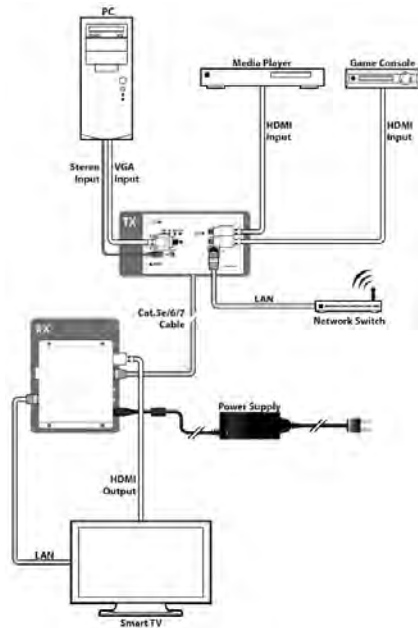 PC
Media Player
Game Console
HDMI
Input
HDMI
Input
Stereo
Input
VGA
Input
TX
LAN
Network Switch
Cat.5e/6/7
Cable
RX
Power Supply
HDMI
Output
LAN
Smart TV